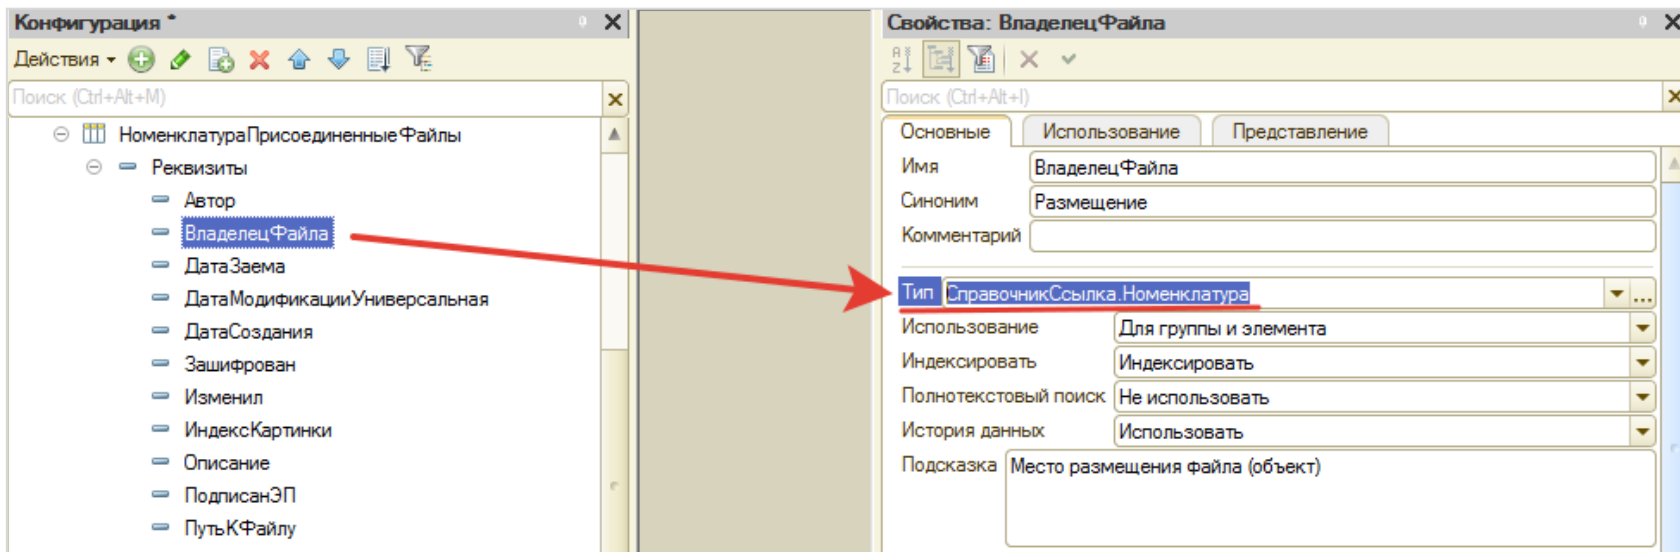 Конфигурация *
Действия
Поиск (Ctrl+Alt+M)
НоменклатураПрисоединенныеФайлы
Реквизиты
Автор
ВладелецФайла
ДатаЗаема
ДатаМодификацииУниверсальная
ДатаСоздания
Зашифрован
Изменил
ИндексКартинки
Описание
ПодписанЭП
ПутьКФайлу
Свойства: ВладелецФайла
Поиск (Ctrl+Alt+I)
Основные Использование Представление
Имя ВладелецФайла
Синоним Размещение
Комментарий
Тип СправочникСсылка.Номенклатура ...
Использование Для группы и элемента
Индексировать Индексировать
Полнотекстовый поиск Не использовать
История данных Использовать
Подсказка Место размещения файла (объект)